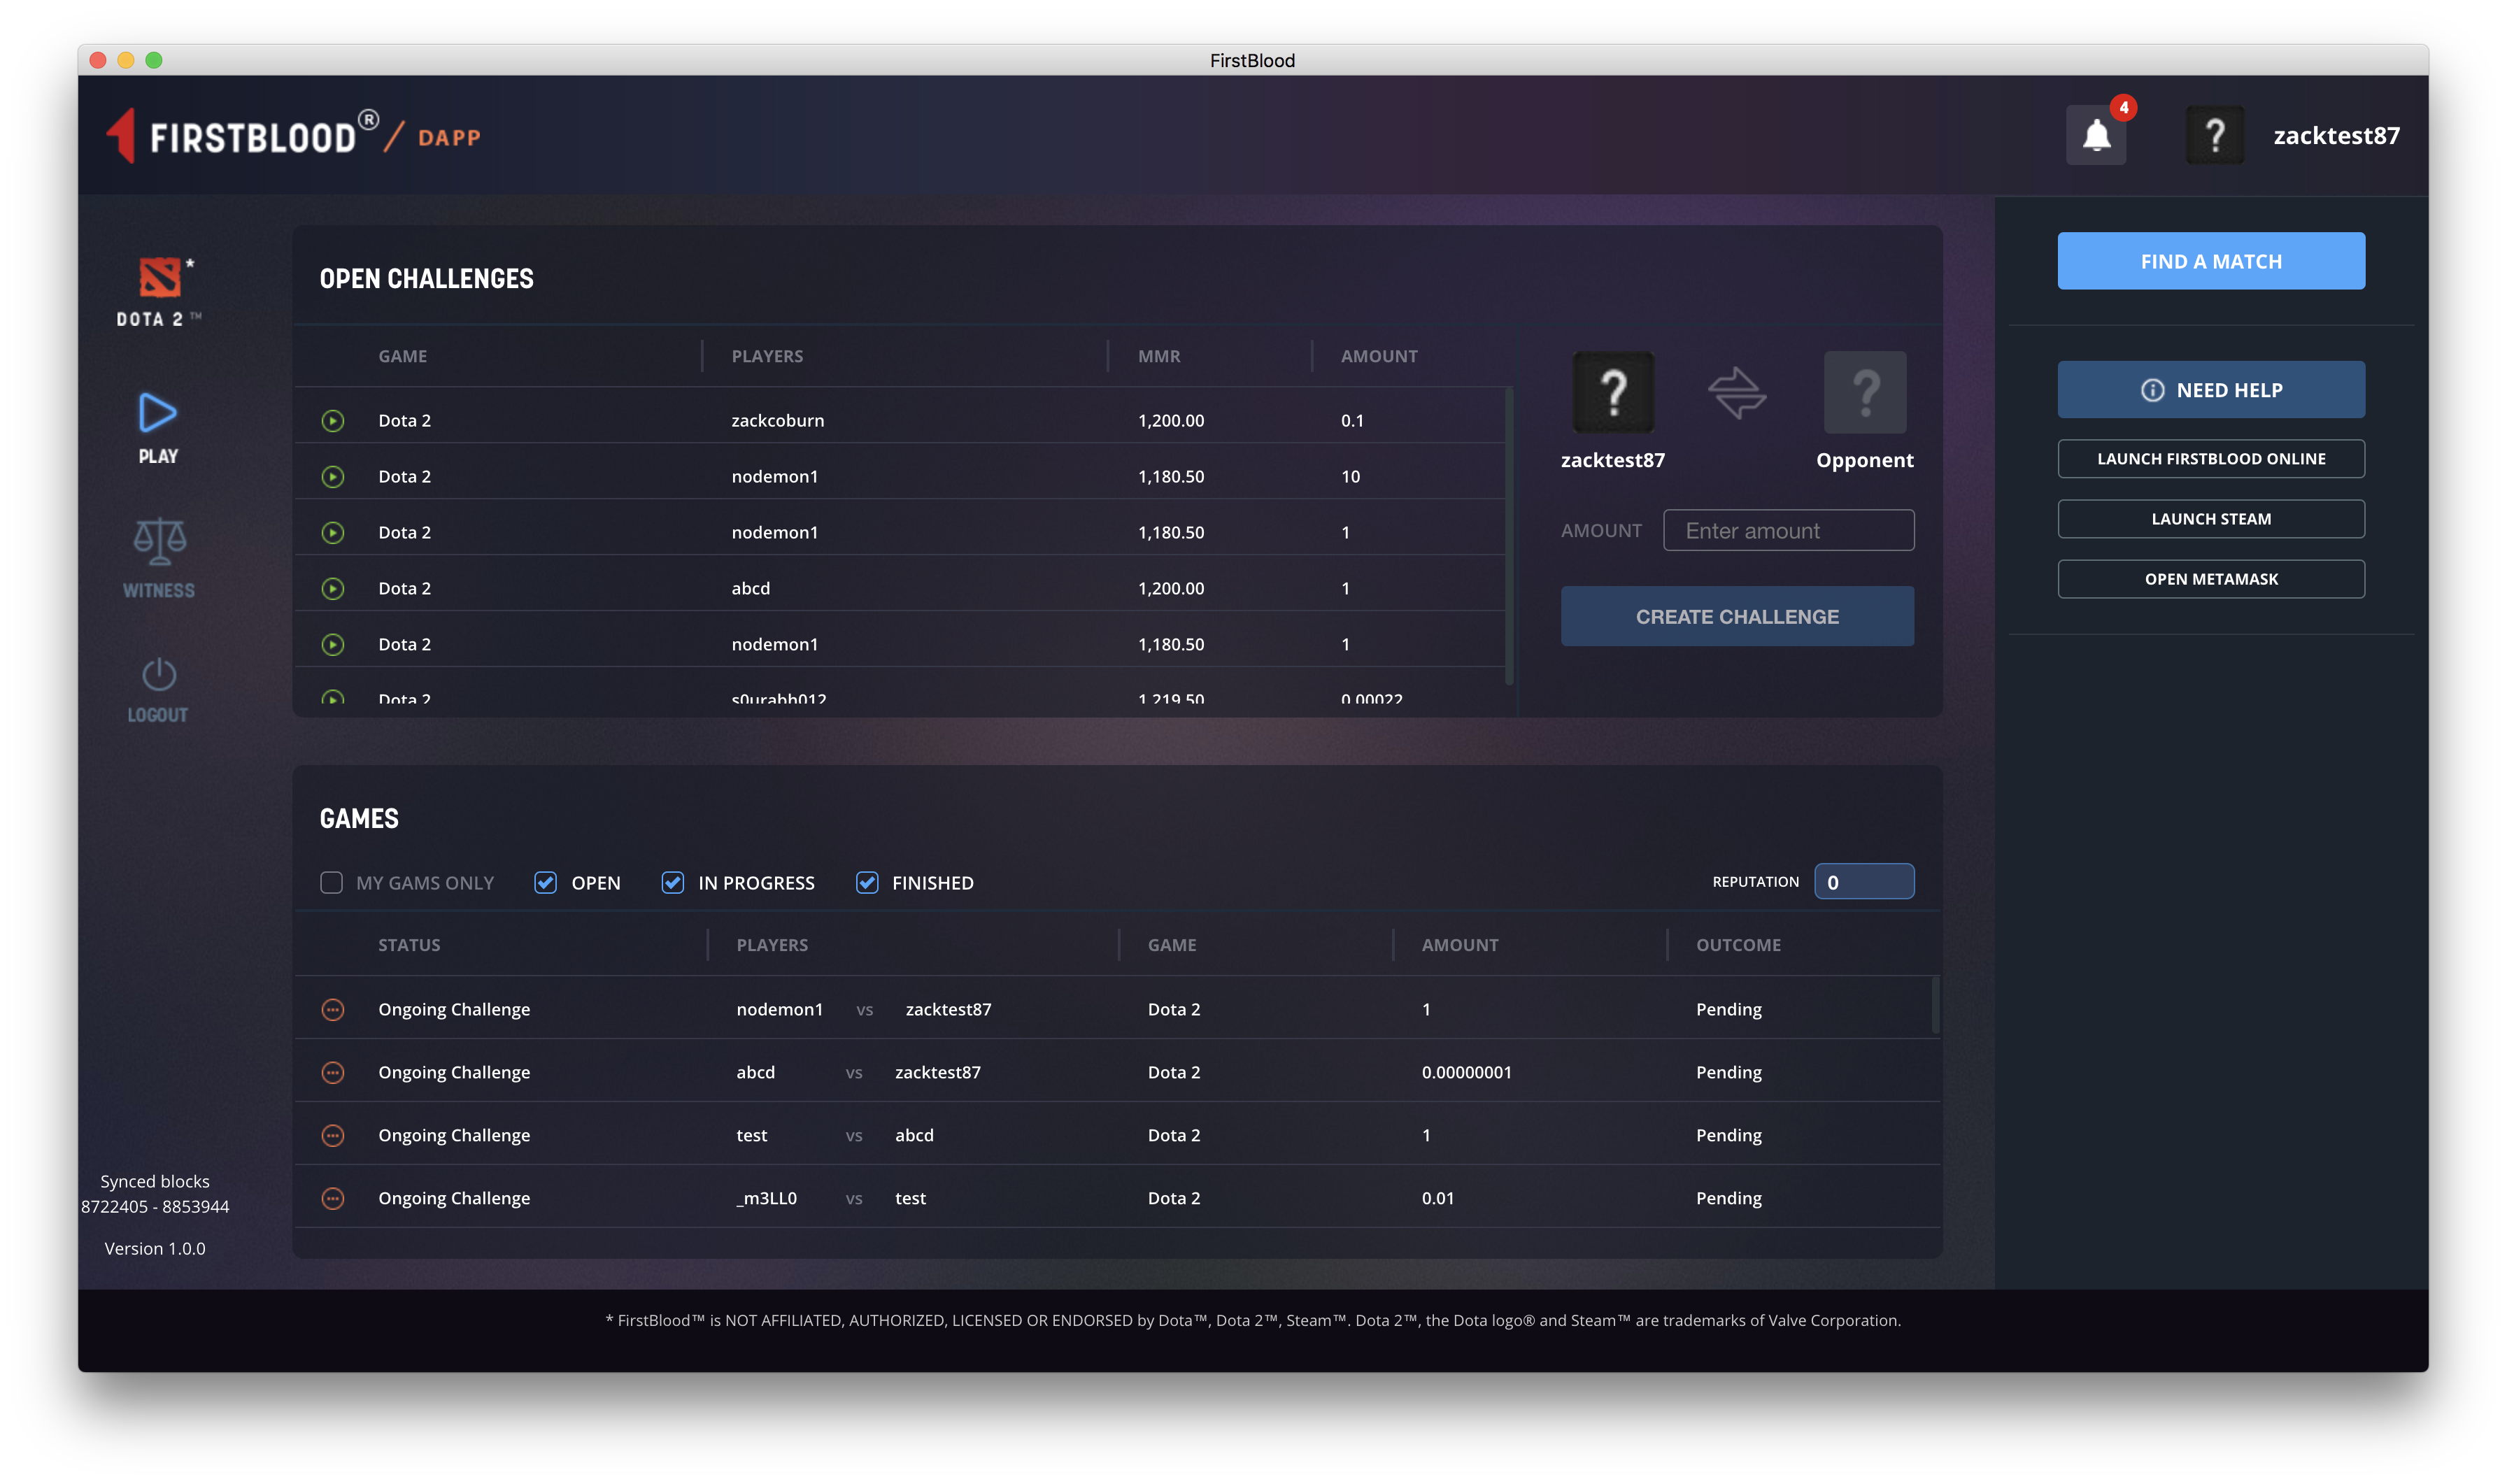 FirstBlood
FIRSTBLOOD® / DAPP
4
? zacktest87
*
DOTA 2 ™
PLAY
WITNESS
LOGOUT
Synced blocks
8722405 - 8853944
Version 1.0.0
OPEN CHALLENGES
GAME PLAYERS MMR AMOUNT
Dota 2 zackcoburn 1,200.00 0.1
Dota 2 nodemon1 1,180.50 10
Dota 2 nodemon1 1,180.50 1
Dota 2 abcd 1,200.00 1
Dota 2 nodemon1 1,180.50 1
Dota 2 s0urabh012 1,219.50 0.00022
? ?
zacktest87 Opponent
AMOUNT Enter amount
CREATE CHALLENGE
GAMES
MY GAMS ONLY OPEN IN PROGRESS FINISHED REPUTATION 0
STATUS PLAYERS GAME AMOUNT OUTCOME
Ongoing Challenge nodemon1 vs zacktest87 Dota 2 1 Pending
Ongoing Challenge abcd vs zacktest87 Dota 2 0.00000001 Pending
Ongoing Challenge test vs abcd Dota 2 1 Pending
Ongoing Challenge _m3LL0 vs test Dota 2 0.01 Pending
FIND A MATCH
NEED HELP
LAUNCH FIRSTBLOOD ONLINE
LAUNCH STEAM
OPEN METAMASK
* FirstBlood™ is NOT AFFILIATED, AUTHORIZED, LICENSED OR ENDORSED by Dota™, Dota 2™, Steam™. Dota 2™, the Dota logo® and Steam™ are trademarks of Valve Corporation.